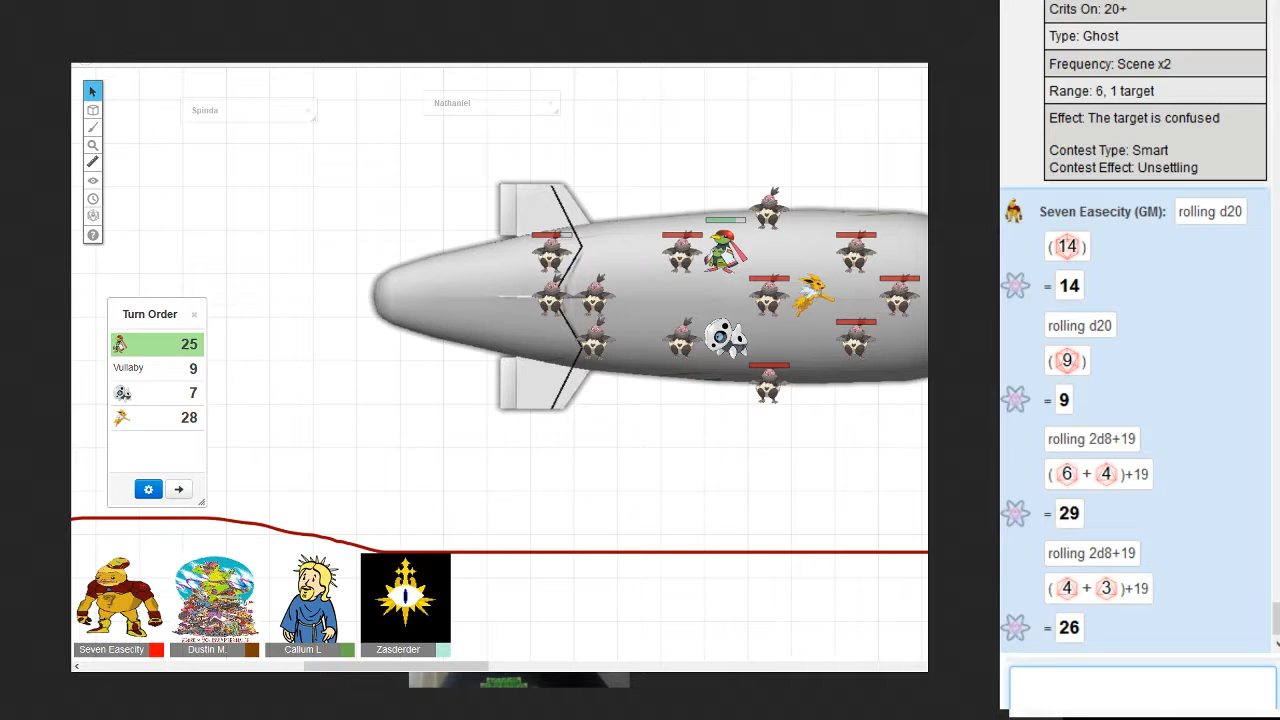 Spinda
Nathaniel
Turn Order
25
Vullaby
9
7
28
Seven Easecity
Dustin M.
Callum L
Zasderder
Crits On: 20+
Type: Ghost
Frequency: Scene x2
Range: 6, 1 target
Effect: The target is confused
Contest Type: Smart
Contest Effect: Unsettling
Seven Easecity (GM): rolling d20
(14)
= 14
rolling d20
(9)
= 9
rolling 2d8+19
(6 + 4)+19
= 29
rolling 2d8+19
(4 + 3)+19
= 26